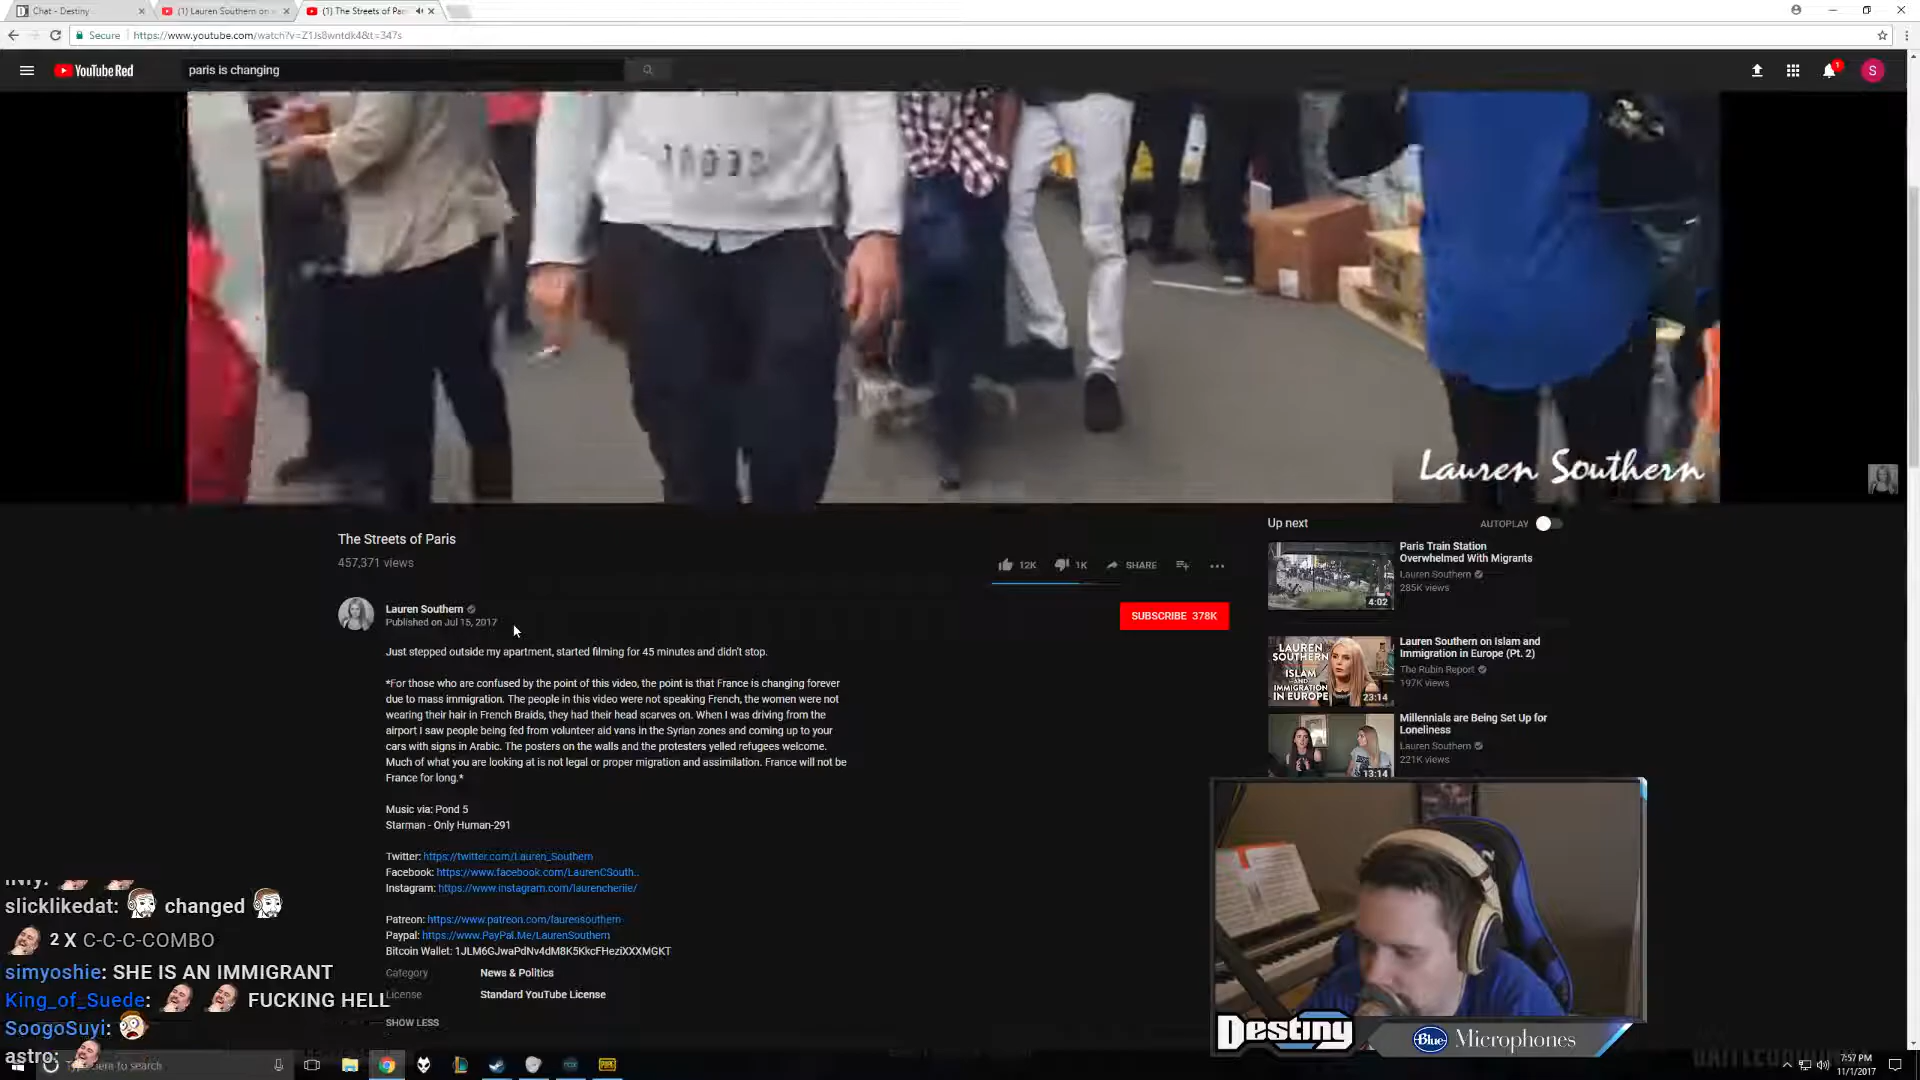 Chat - Destiny
(1) Lauren Southern on
(1) The Streets of Par
Secure
https://www.youtube.com/watch?v=Z1Js8wntdk4&t=347s
YouTube Red
paris is changing
1
S
Lauren Southern
The Streets of Paris
457,371 views
12K
1K
SHARE
Lauren Southern
Published on Jul 15, 2017
SUBSCRIBE 378K
Just stepped outside my apartment, started filming for 45 minutes and didn't stop.
*For those who are confused by the point of this video, the point is that France is changing forever
due to mass immigration. The people in this video were not speaking French, the women were not
wearing their hair in French Braids, they had their head scarves on. When I was driving from the
airport I saw people being fed from volunteer aid vans in the Syrian zones and coming up to your
cars with signs in Arabic. The posters on the walls and the protesters yelled refugees welcome.
Much of what you are looking at is not legal or proper migration and assimilation. France will not be
France for long.*
Music via: Pond 5
Starman - Only Human-291
Twitter: https://twitter.com/Lauren_Southern
Facebook: https://www.facebook.com/LaurenCSouth..
Instagram: https://www.instagram.com/laurencheriie/
Patreon: https://www.patreon.com/laurensouthern
Paypal: https://www.PayPal.Me/LaurenSouthern
Bitcoin Wallet: 1JLM6GJwaPdNv4dM8K5KkcFHeziXXXMGKT
Category
News & Politics
License
Standard YouTube License
SHOW LESS
Up next
AUTOPLAY
Paris Train Station
Overwhelmed With Migrants
Lauren Southern
285K views
4:02
LAUREN
SOUTHERN
ISLAM
AND
IMMIGRATION
IN EUROPE
23:14
Lauren Southern on Islam and
Immigration in Europe (Pt. 2)
The Rubin Report
197K views
13:14
Millennials are Being Set Up for
Loneliness
Lauren Southern
221K views
slicklikedat: changed
2 X C-C-C-COMBO
simyoshie: SHE IS AN IMMIGRANT
King_of_Suede: FUCKING HELL
SoogoSuyi:
astro:
here to search
Destiny
Blue Microphones
7:57 PM
11/1/2017